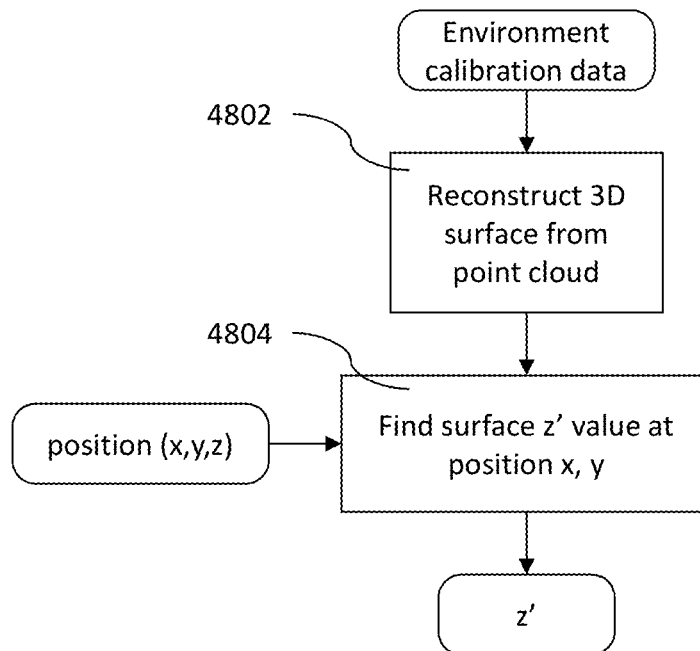 Environment
calibration data
4802
Reconstruct 3D
surface from
point cloud
4804
position (x,y,z)
Find surface z' value at
position x, y
z'